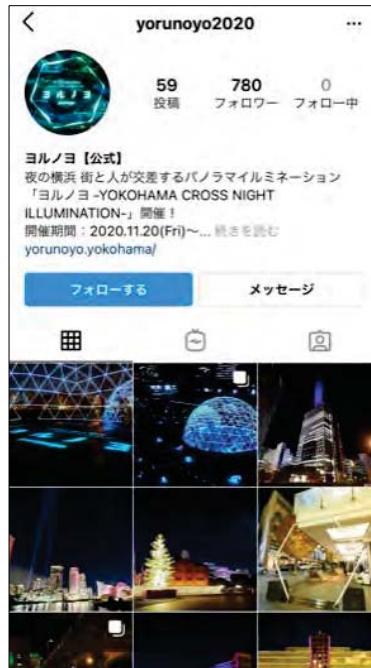 yorunoyo2020
ヨルノヨ
59
780
0
投稿
フォロワー
フォロー中
ヨルノヨ【公式】
夜の横浜 街と人が交差するパノラマイルミネーション
「ヨルノヨ -YOKOHAMA CROSS NIGHT
ILLUMINATION-」開催！
開催期間：2020.11.20(Fri)〜... 続きを読む
yorunoyo.yokohama/
フォローする
メッセージ